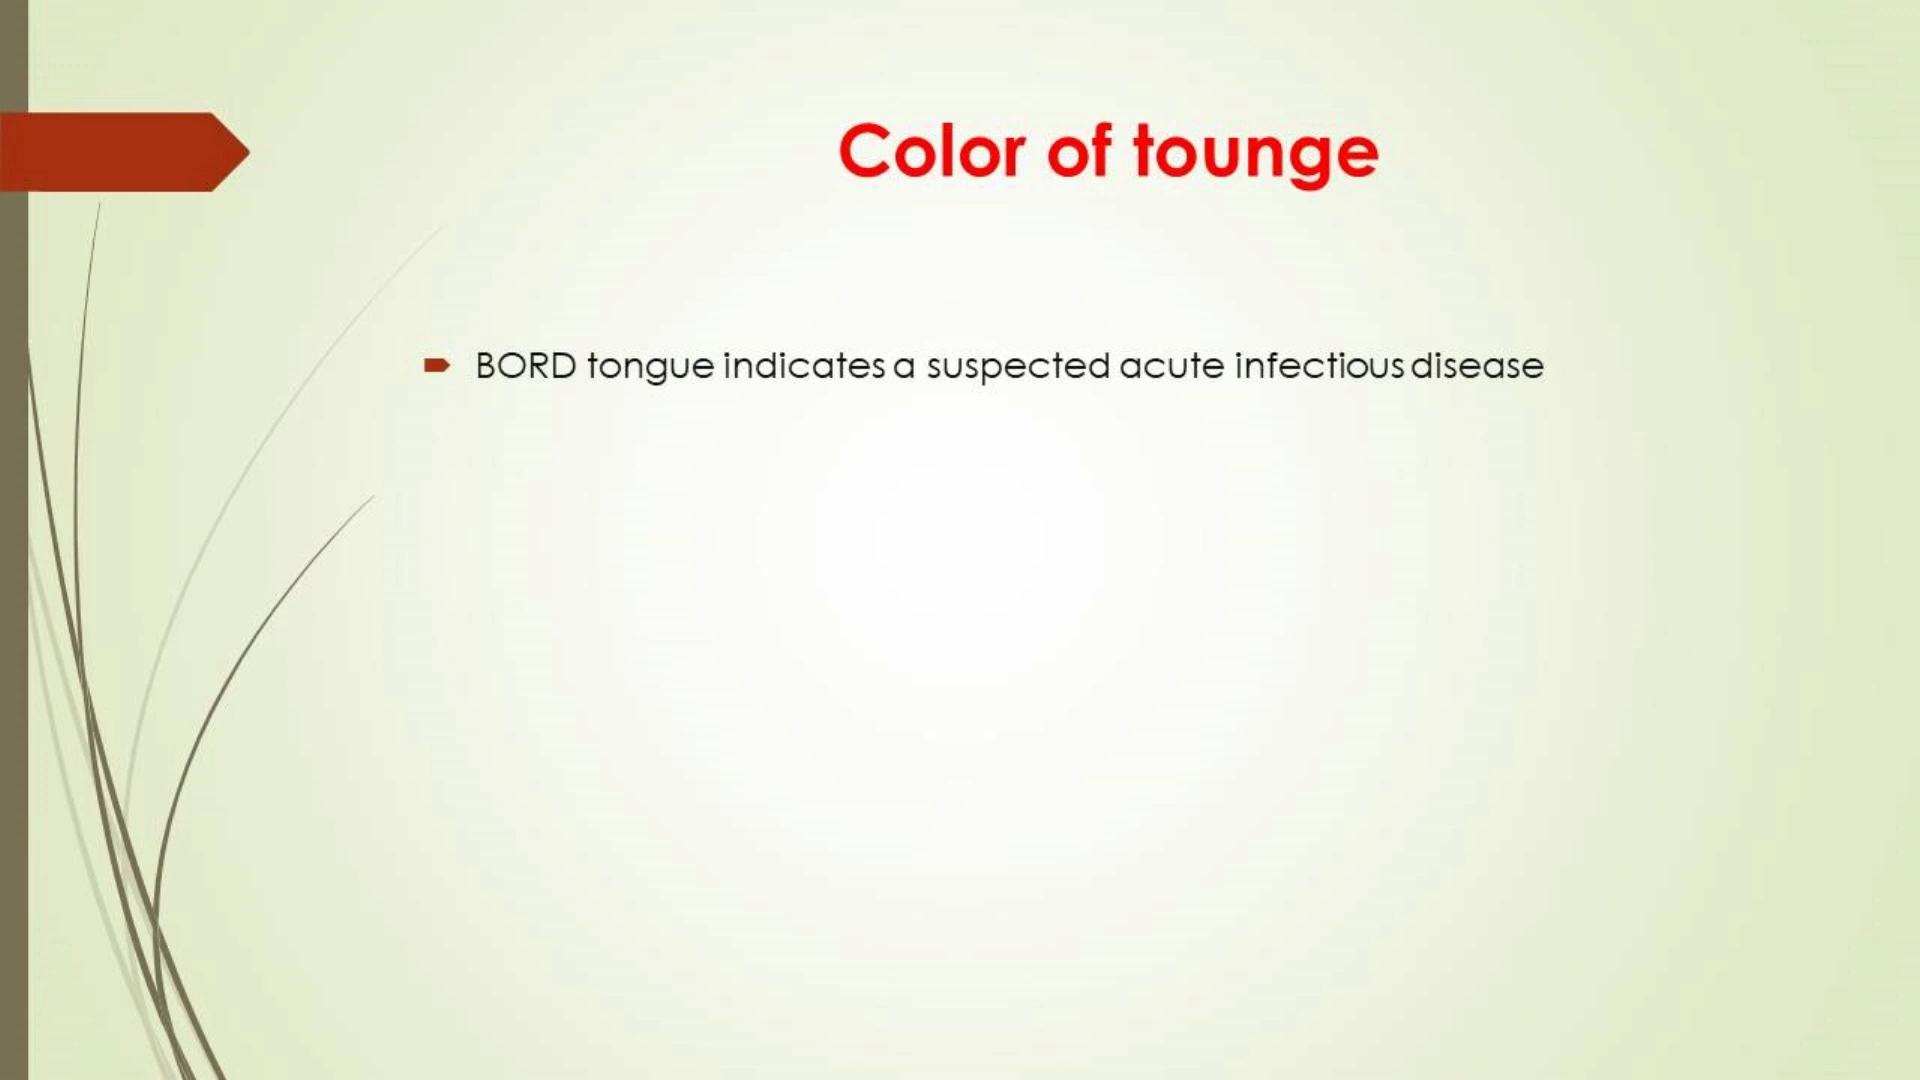 Color of tounge
BORD tongue indicates a suspected acute infectious disease